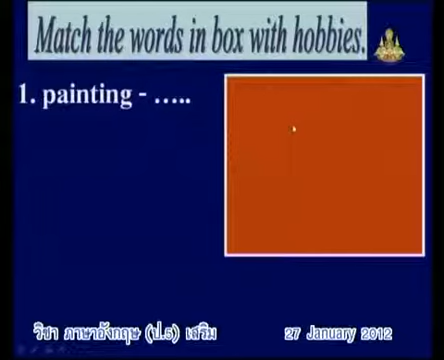 Match the words in box with hobbies.
1. painting - .....
วิชา ภาษาอังกฤษ (ป.5) เสริม
27 January 2012